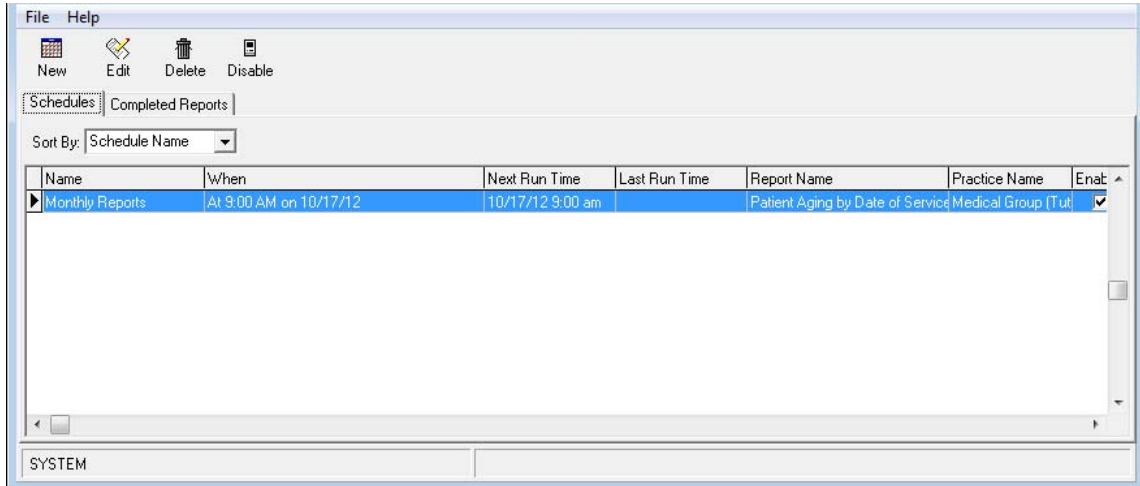 File Help
New Edit Delete Disable
Schedules Completed Reports
Sort By: Schedule Name
Name When Next Run Time Last Run Time Report Name Practice Name Enab
Monthly Reports At 9:00 AM on 10/17/12 10/17/12 9:00 am Patient Aging by Date of Service Medical Group (Tut
SYSTEM